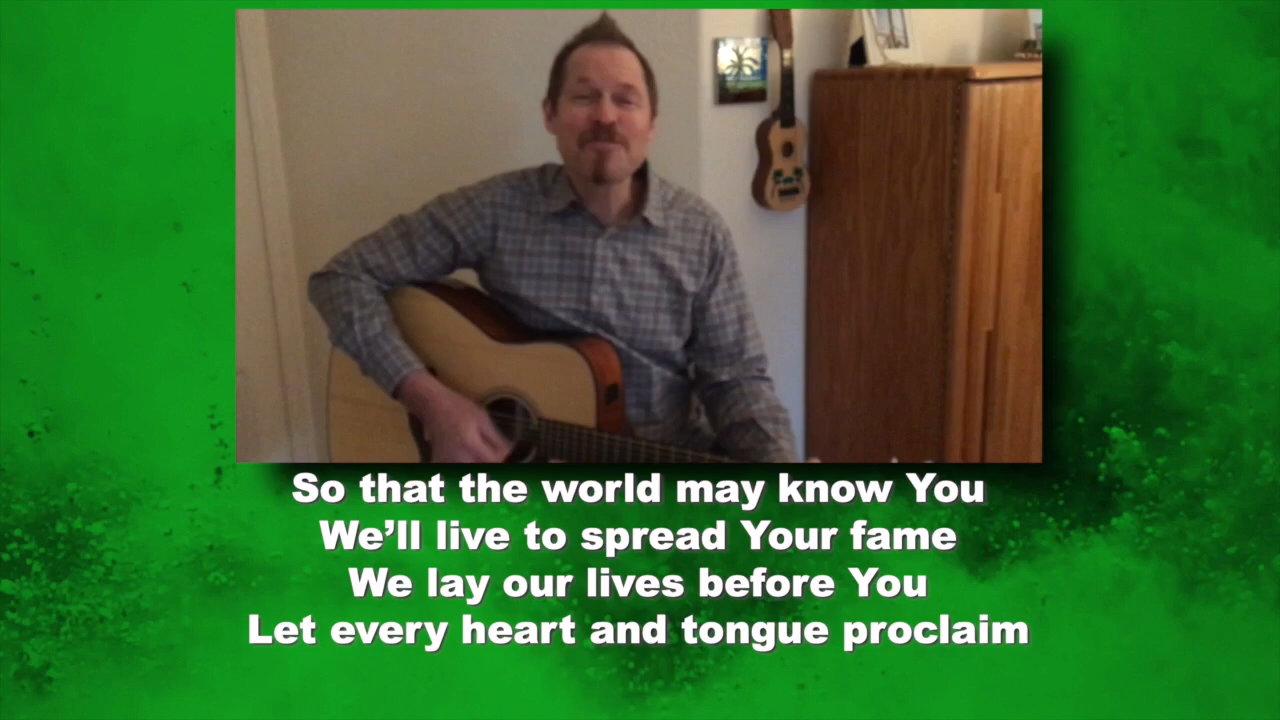 So that the world may know You
We’ll live to spread Your fame
We lay our lives before You
Let every heart and tongue proclaim